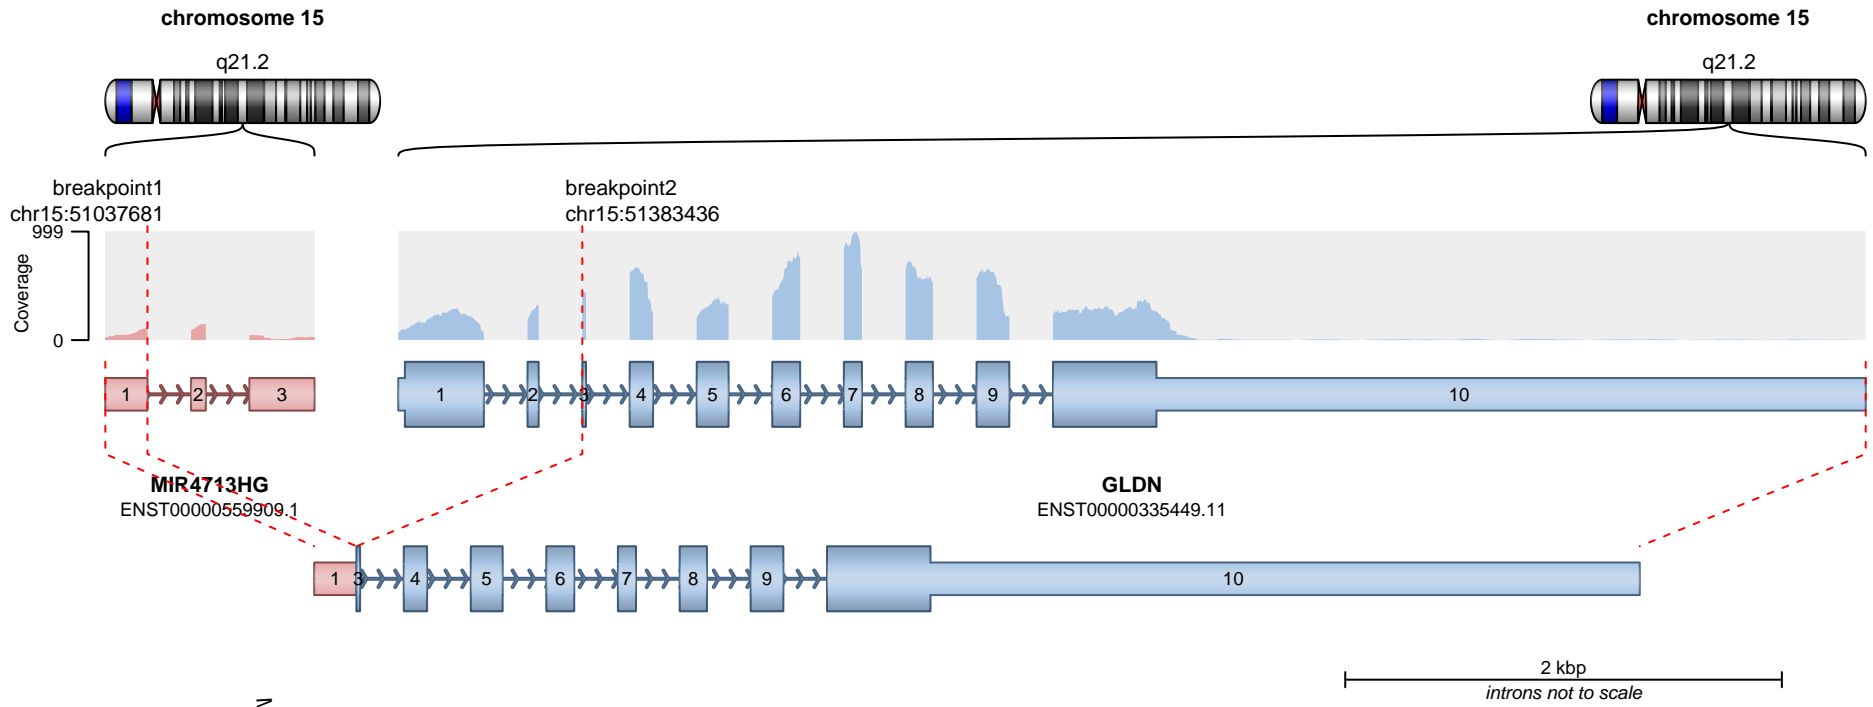 chromosome 15
chromosome 15
q21.2
q21.2
breakpoint1
chr15:51037681
breakpoint2
chr15:51383436
999
Coverage
0
1 2 3
1 2 3 4 5 6 7 8 9 10
MIR4713HG
ENST00000559909.1
GLDN
ENST00000335449.11
1 3 4 5 6 7 8 9 10
2 kbp
introns not to scale